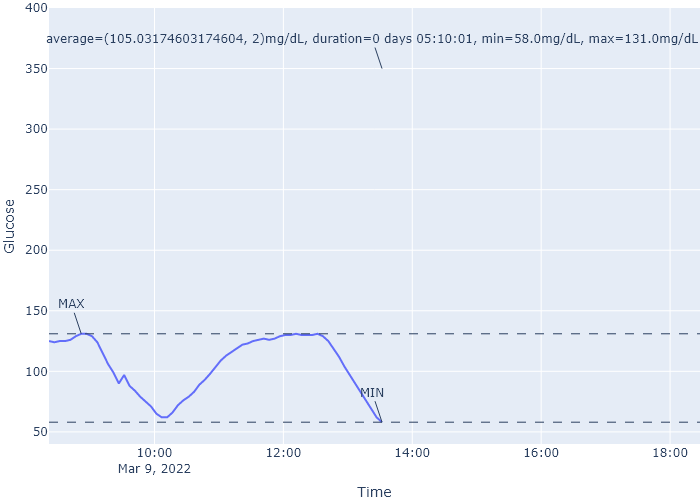 400
average=(105.03174603174604, 2)mg/dL, duration=0 days 05:10:01, min=58.0mg/dL, max=131.0mg/dL
350
300
250
Glucose
200
150
MAX
100
MIN
50
10:00 12:00 14:00 16:00 18:00
Mar 9, 2022
Time